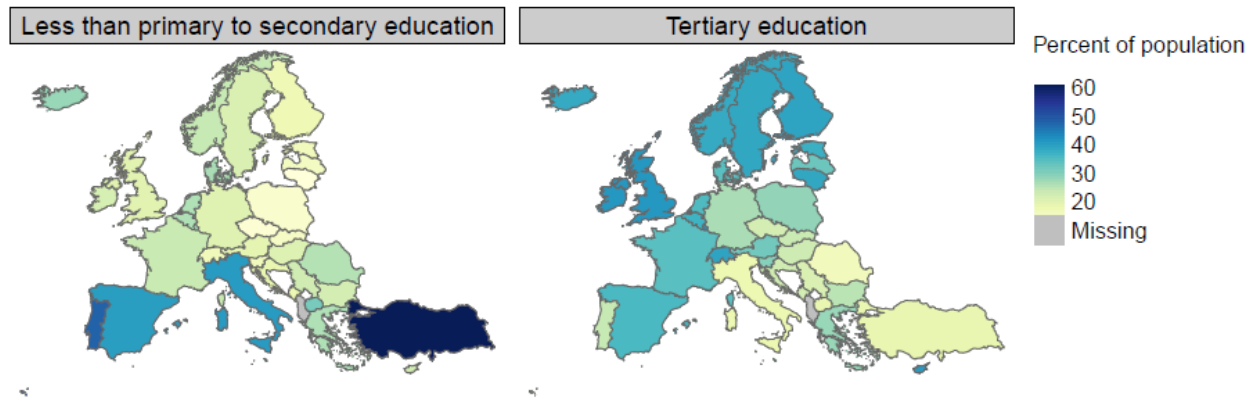 Less than primary to secondary education
Tertiary education
Percent of population
60
50
40
30
20
Missing